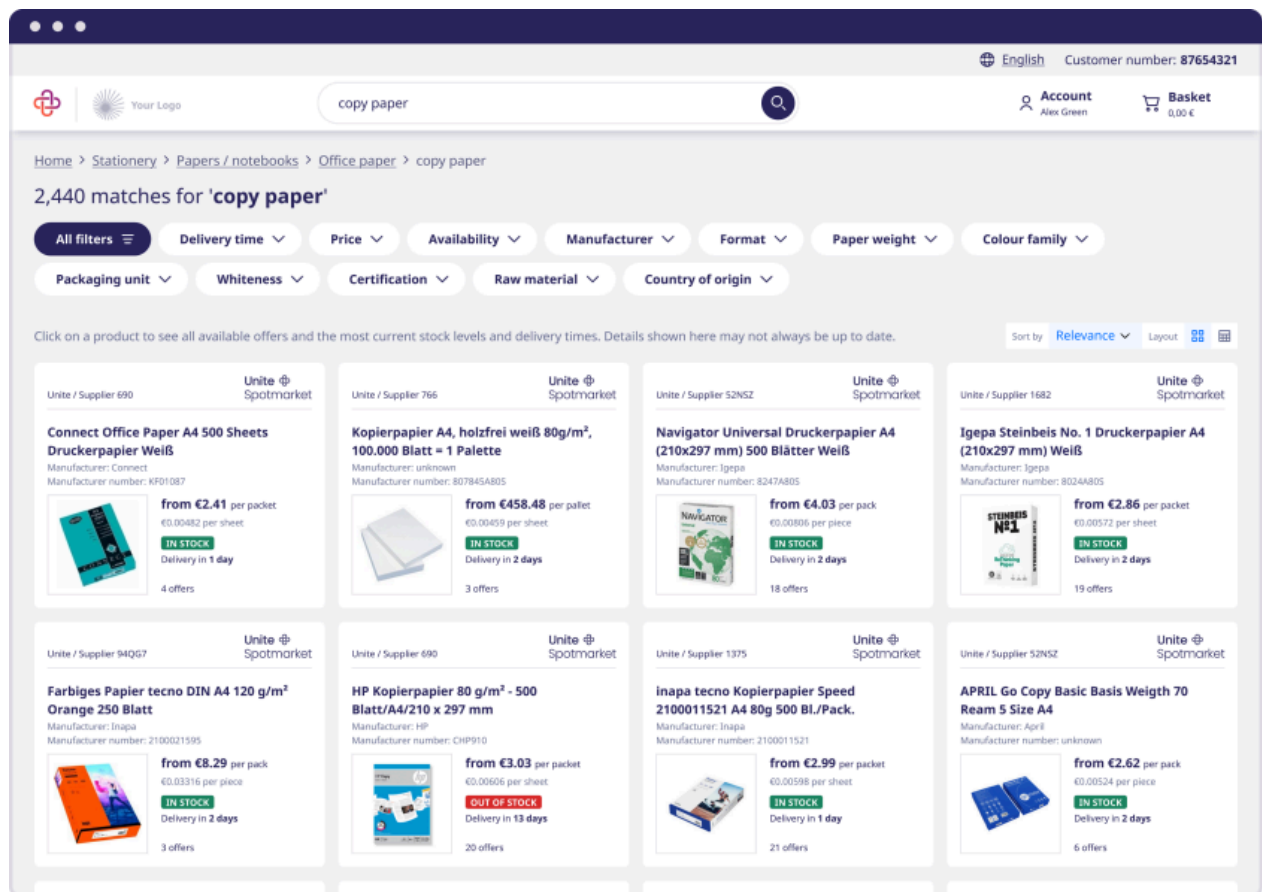 English Customer number: 87654321
Your Logo
copy paper
Account
Alex Green
Basket
0,00 €
Home > Stationery > Papers / notebooks > Office paper > copy paper
2,440 matches for 'copy paper'
All filters Delivery time Price Availability Manufacturer Format Paper weight Colour family
Packaging unit Whiteness Certification Raw material Country of origin
Click on a product to see all available offers and the most current stock levels and delivery times. Details shown here may not always be up to date.
Sort by Relevance Layout
Unite / Supplier 690
Unite
Spotmarket
Connect Office Paper A4 500 Sheets
Druckerpapier Weiß
Manufacturer: Connect
Manufacturer number: KF01087
from €2.41 per packet
€0.00482 per sheet
IN STOCK
Delivery in 1 day
4 offers
Unite / Supplier 766
Unite
Spotmarket
Kopierpapier A4, holzfrei weiß 80g/m²,
100.000 Blatt = 1 Palette
Manufacturer: unknown
Manufacturer number: 807845A80S
from €458.48 per pallet
€0.00459 per sheet
IN STOCK
Delivery in 2 days
3 offers
Unite / Supplier 52NSZ
Unite
Spotmarket
Navigator Universal Druckerpapier A4
(210x297 mm) 500 Blätter Weiß
Manufacturer: Igepa
Manufacturer number: 8247A80S
NAVIGATOR
from €4.03 per pack
€0.00806 per piece
IN STOCK
Delivery in 2 days
18 offers
Unite / Supplier 1682
Unite
Spotmarket
Igepa Steinbeis No. 1 Druckerpapier A4
(210x297 mm) Weiß
Manufacturer: Igepa
Manufacturer number: 8024A80S
STEINBEIS
Nº1
from €2.86 per packet
€0.00572 per sheet
IN STOCK
Delivery in 2 days
19 offers
Unite / Supplier 94QG7
Unite
Spotmarket
Farbiges Papier tecno DIN A4 120 g/m²
Orange 250 Blatt
Manufacturer: Inapa
Manufacturer number: 2100021595
from €8.29 per pack
€0.03316 per piece
IN STOCK
Delivery in 2 days
3 offers
Unite / Supplier 690
Unite
Spotmarket
HP Kopierpapier 80 g/m² - 500
Blatt/A4/210 x 297 mm
Manufacturer: HP
Manufacturer number: CHP910
from €3.03 per packet
€0.00606 per sheet
OUT OF STOCK
Delivery in 13 days
20 offers
Unite / Supplier 1375
Unite
Spotmarket
inapa tecno Kopierpapier Speed
2100011521 A4 80g 500 Bl./Pack.
Manufacturer: Inapa
Manufacturer number: 2100011521
from €2.99 per packet
€0.00598 per sheet
IN STOCK
Delivery in 1 day
21 offers
Unite / Supplier 52NSZ
Unite
Spotmarket
APRIL Go Copy Basic Basis Weigth 70
Ream 5 Size A4
Manufacturer: April
Manufacturer number: unknown
from €2.62 per pack
€0.00524 per piece
IN STOCK
Delivery in 2 days
6 offers